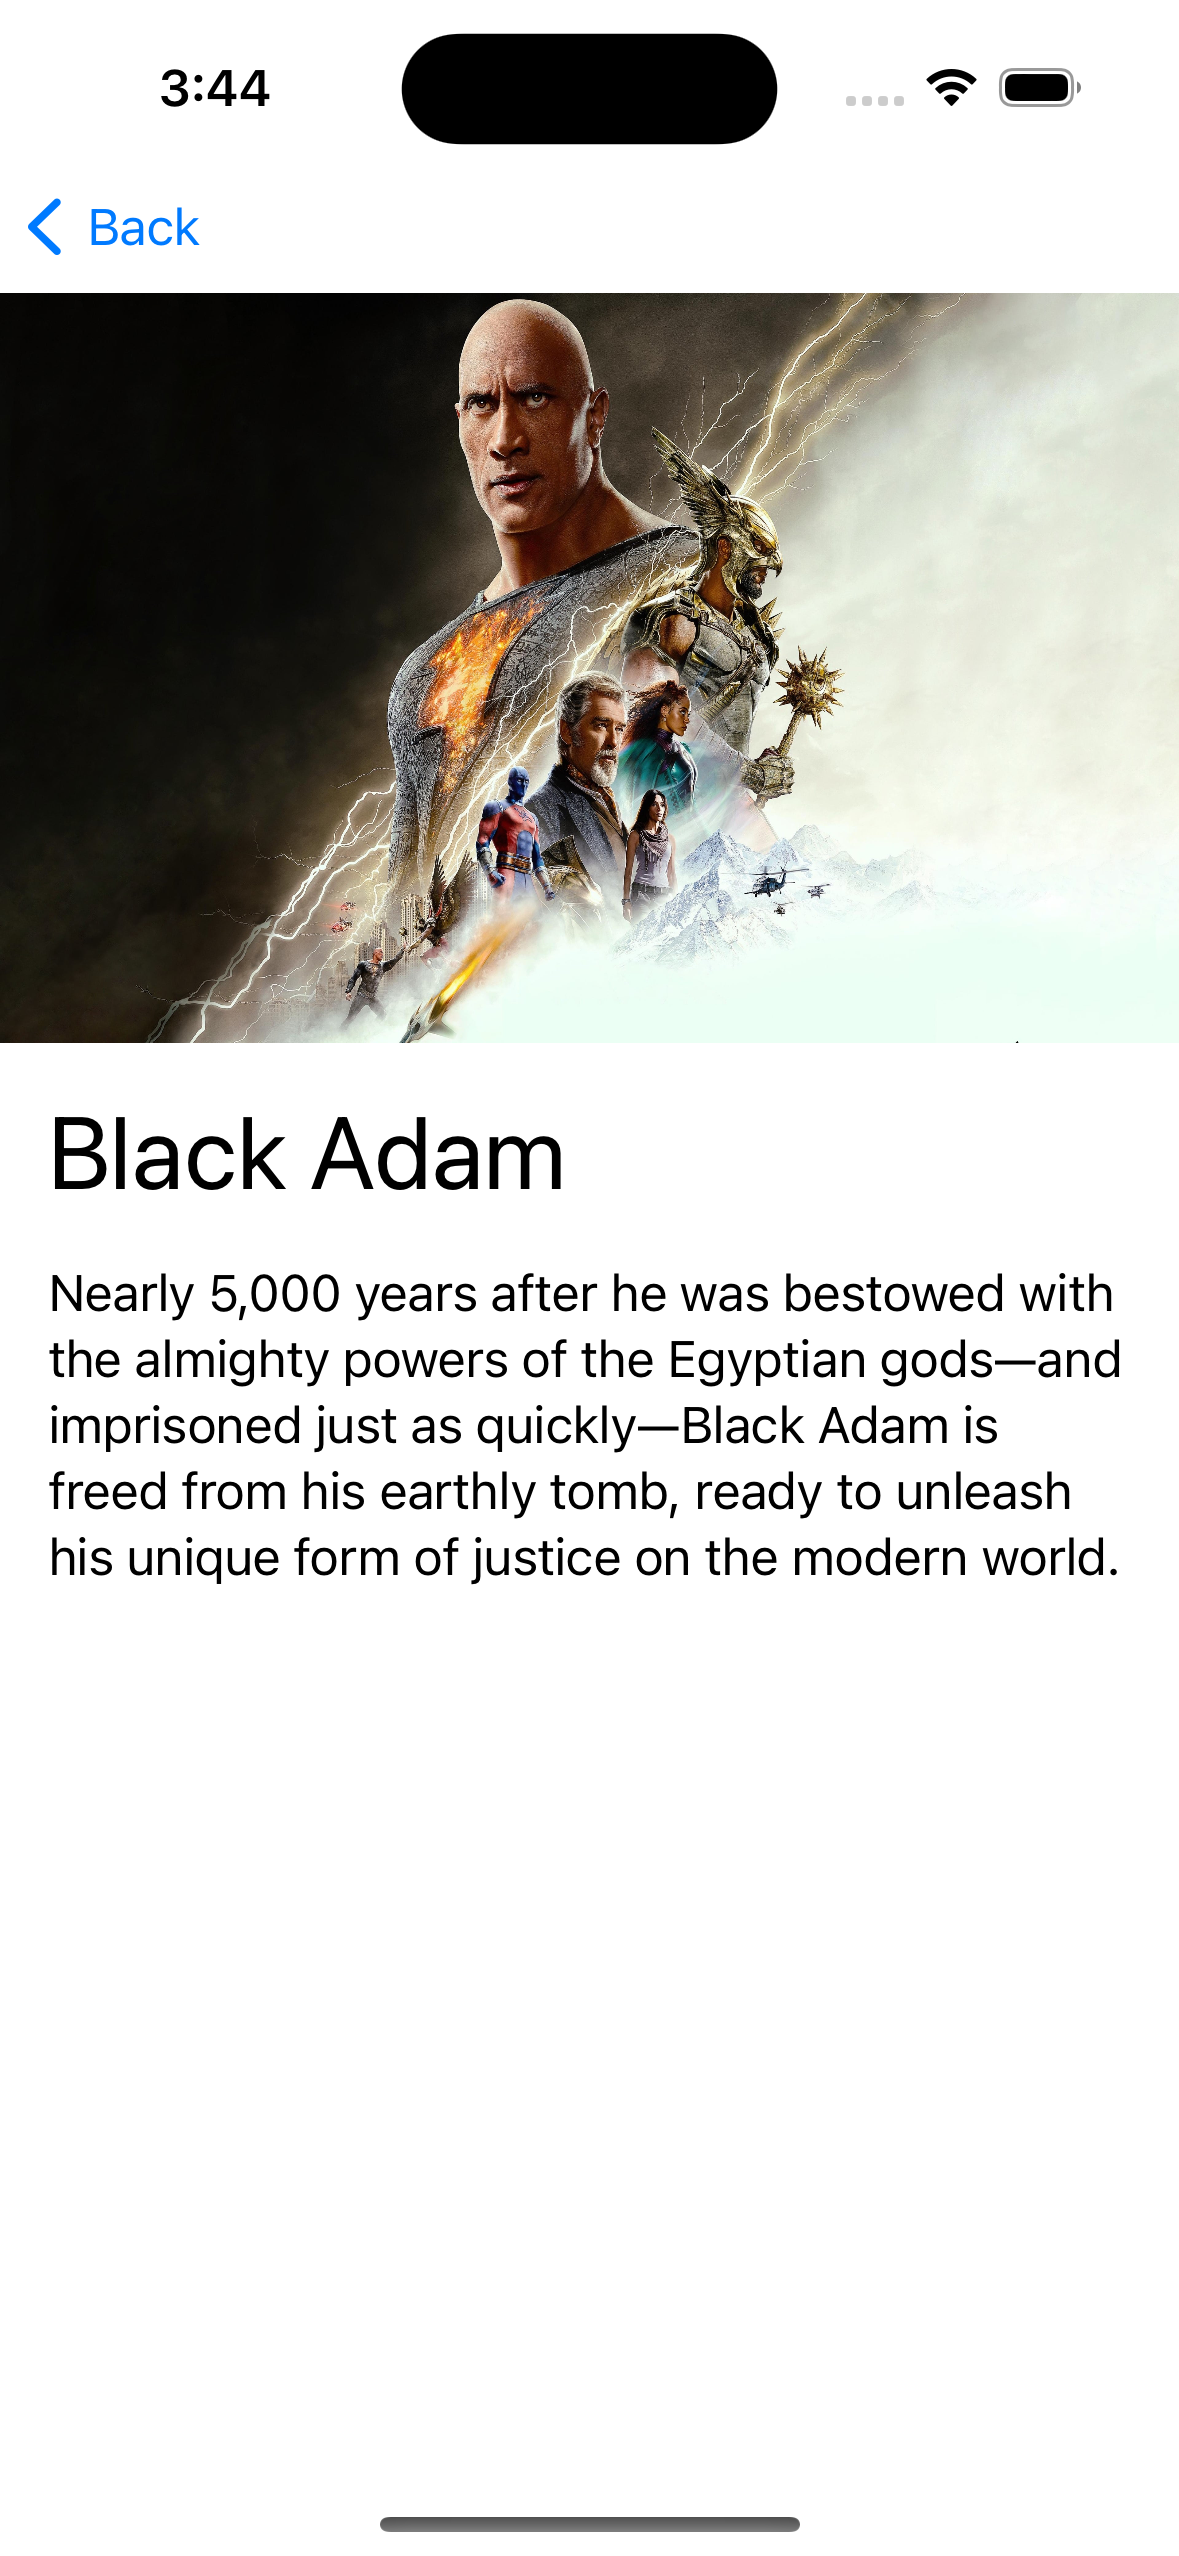 3:44
Back
Black Adam
Nearly 5,000 years after he was bestowed with
the almighty powers of the Egyptian gods—and
imprisoned just as quickly—Black Adam is
freed from his earthly tomb, ready to unleash
his unique form of justice on the modern world.